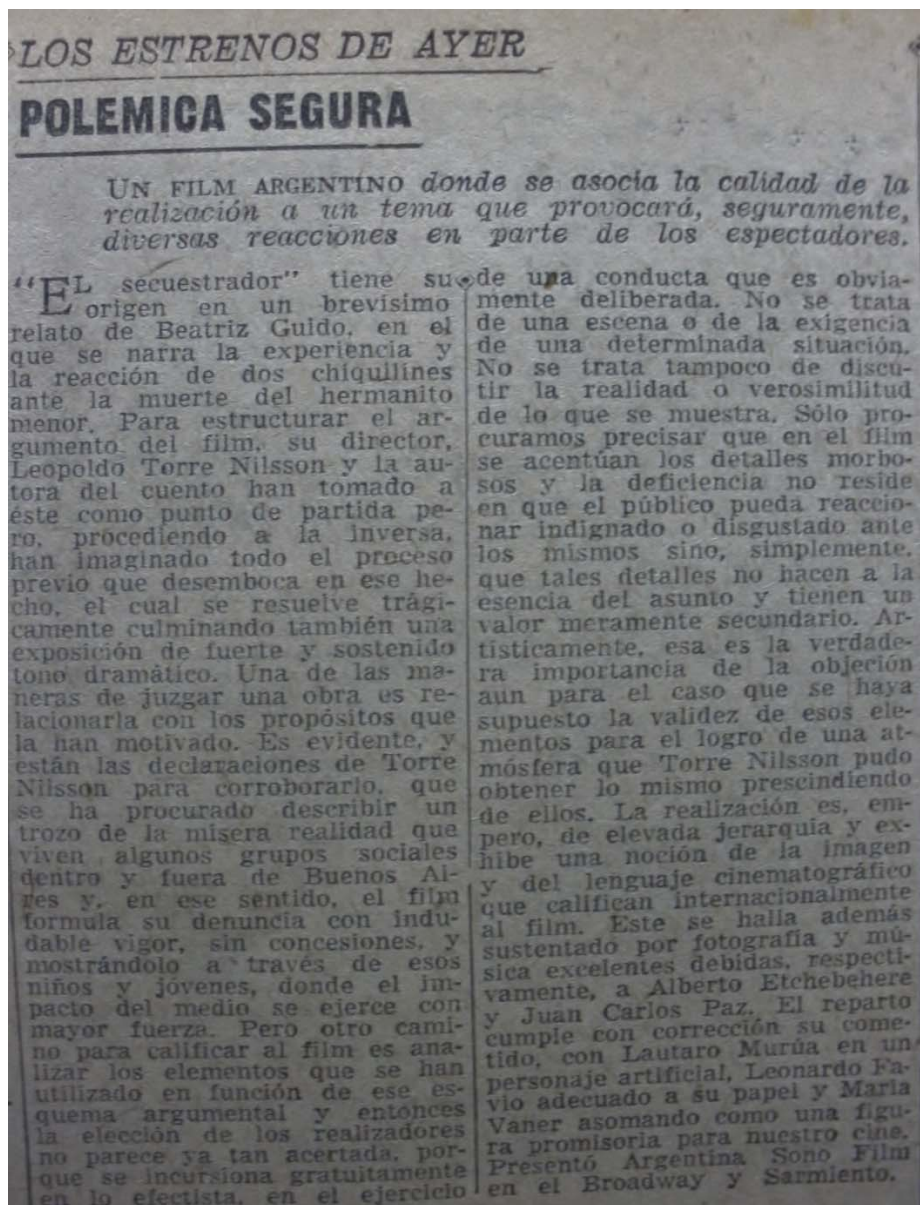 LOS ESTRENOS DE AYER
POLEMICA SEGURA
UN FILM ARGENTINO donde se asocia la calidad de la
realización a un tema que provocará, seguramente,
diversas reacciones en parte de los espectadores.
"EL secuestrador" tiene su
origen en un brevísimo
relato de Beatriz Guido, en el
que se narra la experiencia y
la reacción de dos chiquilines
ante la muerte del hermanito
menor. Para estructurar el ar-
gumento del film, su director,
Leopoldo Torre Nilsson y la au-
tora del cuento han tomado a
éste como punto de partida pe-
ro, procediendo a la inversa,
han imaginado todo el proceso
previo que desemboca en ese he-
cho, el cual se resuelve trági-
camente culminando también una
exposición de fuerte y sostenido
tono dramático. Una de las ma-
neras de juzgar una obra es re-
lacionarla con los propósitos que
la han motivado. Es evidente, y
están las declaraciones de Torre
Nilsson para corroborarlo, que
se ha procurado describir un
trozo de la mísera realidad que
viven algunos grupos sociales
dentro y fuera de Buenos Ai-
res y, en ese sentido, el film
formula su denuncia con indu-
dable vigor, sin concesiones, y
mostrándolo a través de esos
niños y jóvenes, donde el im-
pacto del medio se ejerce con
mayor fuerza. Pero otro cami-
no para calificar al film es ana-
lizar los elementos que se han
utilizado en función de ese es-
quema argumental y entonces
la elección de los realizadores
no parece ya tan acertada, por-
que se incursiona gratuitamente
en lo efectista, en el ejercicio
de una conducta que es obvia-
mente deliberada. No se trata
de una escena o de la exigencia
de una determinada situación.
No se trata tampoco de discu-
tir la realidad o verosimilitud
de lo que se muestra. Sólo pro-
curamos precisar que en el film
se acentúan los detalles morbo-
sos y la deficiencia no reside
en que el público pueda reaccio-
nar indignado o disgustado ante
los mismos sino, simplemente,
que tales detalles no hacen a la
esencia del asunto y tienen un
valor meramente secundario. Ar-
tísticamente, esa es la verdade-
ra importancia de la objeción
aun para el caso que se haya
supuesto la validez de esos ele-
mentos para el logro de una at-
mósfera que Torre Nilsson pudo
obtener lo mismo prescindiendo
de ellos. La realización es, em-
pero, de elevada jerarquía y ex-
hibe una noción de la imagen
y del lenguaje cinematográfico
que califican internacionalmente
al film. Este se halla además
sustentado por fotografía y mú-
sica excelentes debidas, respecti-
vamente, a Alberto Etchebehere
y Juan Carlos Paz. El reparto
cumple con corrección su come-
tido, con Lautaro Murúa en un
personaje artificial, Leonardo Fa-
vio adecuado a su papel y María
Vaner asomando como una figu-
ra promisoria para nuestro cine.
Presentó Argentina Sono Film
en el Broadway y Sarmiento.